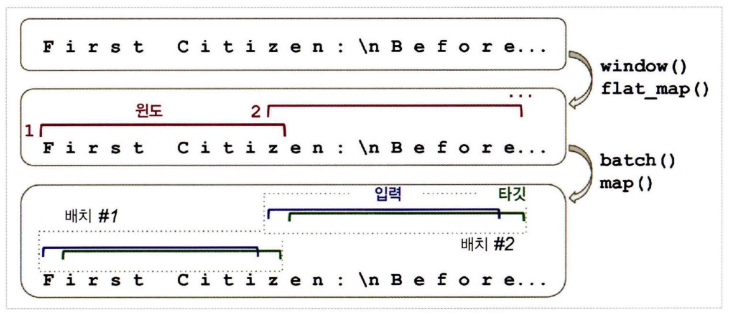 First Citizen:\nBefore...
window()
flat_map()
...
윈도 2
1
First Citizen:\nBefore...
batch()
map()
입력 타깃
배치 #1
배치 #2
First Citizen:\nBefore...